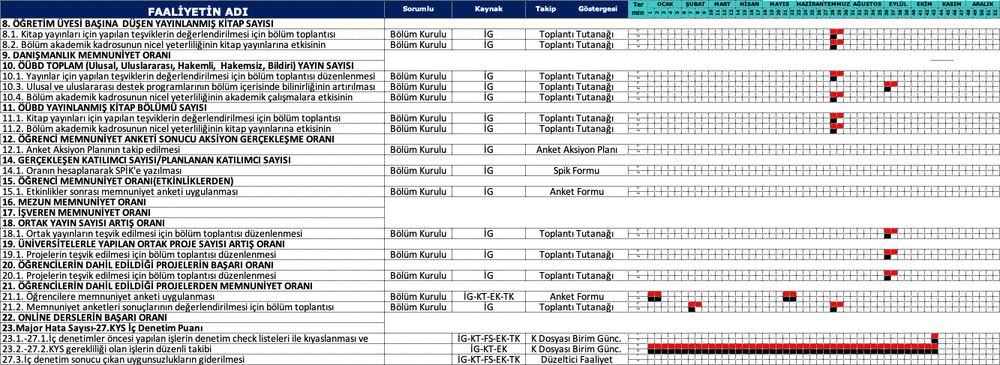 FAALİYETİN ADI Sorumlu Kaynak Takip Göstergesi Ter min OCAK ŞUBAT MART NİSAN MAYIS HAZİRAN TEMMUZ AĞUSTOS EYLÜL EKİM KASIM ARALIK
8. ÖĞRETİM ÜYESİ BAŞINA DÜŞEN YAYINLANMIŞ KİTAP SAYISI
8.1. Kitap yayınları için yapılan teşviklerin değerlendirilmesi için bölüm toplantısı Bölüm Kurulu İG Toplantı Tutanağı
8.2. Bölüm akademik kadrosunun nicel yeterliliğinin kitap yayınlarına etkisinin Bölüm Kurulu İG Toplantı Tutanağı
9. DANIŞMANLIK MEMNUNİYET ORANI
10. ÖÜBD TOPLAM (Ulusal, Uluslararası, Hakemli, Hakemsiz, Bildiri) YAYIN SAYISI
10.1. Yayınlar için yapılan teşviklerin değerlendirilmesi için bölüm toplantısı düzenlenmesi Bölüm Kurulu İG Toplantı Tutanağı
10.3. Ulusal ve uluslararası destek programlarının bölüm içerisinde bilinirliğinin artırılması Bölüm Kurulu İG Toplantı Tutanağı
10.4. Bölüm akademik kadrosunun nicel yeterliliğinin akademik çalışmalara etkisinin Bölüm Kurulu İG Toplantı Tutanağı
11. ÖÜBD YAYINLANMIŞ KİTAP BÖLÜMÜ SAYISI
11.1. Kitap yayınları için yapılan teşviklerin değerlendirilmesi için bölüm toplantısı Bölüm Kurulu İG Toplantı Tutanağı
11.2. Bölüm akademik kadrosunun nicel yeterliliğinin kitap yayınlarına etkisinin Bölüm Kurulu İG Toplantı Tutanağı
12. ÖĞRENCİ MEMNUNİYET ANKETİ SONUCU AKSİYON GERÇEKLEŞME ORANI
12.1. Anket Aksiyon Planının takip edilmesi Bölüm Kurulu İG Anket Aksiyon Planı
14. GERÇEKLEŞEN KATILIMCI SAYISI/PLANLANAN KATILIMCI SAYISI
14.1. Oranın hesaplanarak SPİK'e yazılması Bölüm Kurulu İG Spik Formu
15. ÖĞRENCİ MEMNUNİYET ORANI(ETKİNLİKLERDEN)
15.1. Etkinlikler sonrası memnuniyet anketi uygulanması Bölüm Kurulu İG Anket Formu
16. MEZUN MEMNUNİYET ORANI
17. İŞVEREN MEMNUNİYET ORANI
18. ORTAK YAYIN SAYISI ARTIŞ ORANI
18.1. Ortak yayınların teşvik edilmesi için bölüm toplantısı düzenlenmesi Bölüm Kurulu İG Toplantı Tutanağı
19. ÜNİVERSİTELERLE YAPILAN ORTAK PROJE SAYISI ARTIŞ ORANI
19.1. Projelerin teşvik edilmesi için bölüm toplantısı düzenlenmesi Bölüm Kurulu İG Toplantı Tutanağı
20. ÖĞRENCİLERİN DAHİL EDİLDİĞİ PROJELERİN BAŞARI ORANI
20.1. Projelerin teşvik edilmesi için bölüm toplantısı düzenlenmesi Bölüm Kurulu İG Toplantı Tutanağı
21. ÖĞRENCİLERİN DAHİL EDİLDİĞİ PROJELERDEN MEMNUNİYET ORANI
21.1. Öğrencilere memnuniyet anketi uygulanması Bölüm Kurulu İG-KT-EK-TK Anket Formu
21.2. Memnuniyet anketleri sonuçlarının değerlendirilmesi için bölüm toplantısı Bölüm Kurulu İG Toplantı Tutanağı
22. ONLİNE DERSLERİN BAŞARI ORANI
23.Major Hata Sayısı-27.KYS İç Denetim Puanı
23.1.-27.1.İç denetimler öncesi yapılan işlerin denetim check listeleri ile kıyaslanması ve İG-KT-FS-EK-TK K Dosyası Birim Günc.
23.2.-27.2.KYS gerekliliği olan işlerin düzenli takibi İG-KT-EK K Dosyası Birim Günc.
27.3.İç denetim sonucu çıkan uygunsuzlukların giderilmesi İG-KT-FS-EK-TK Düzeltici Faaliyet